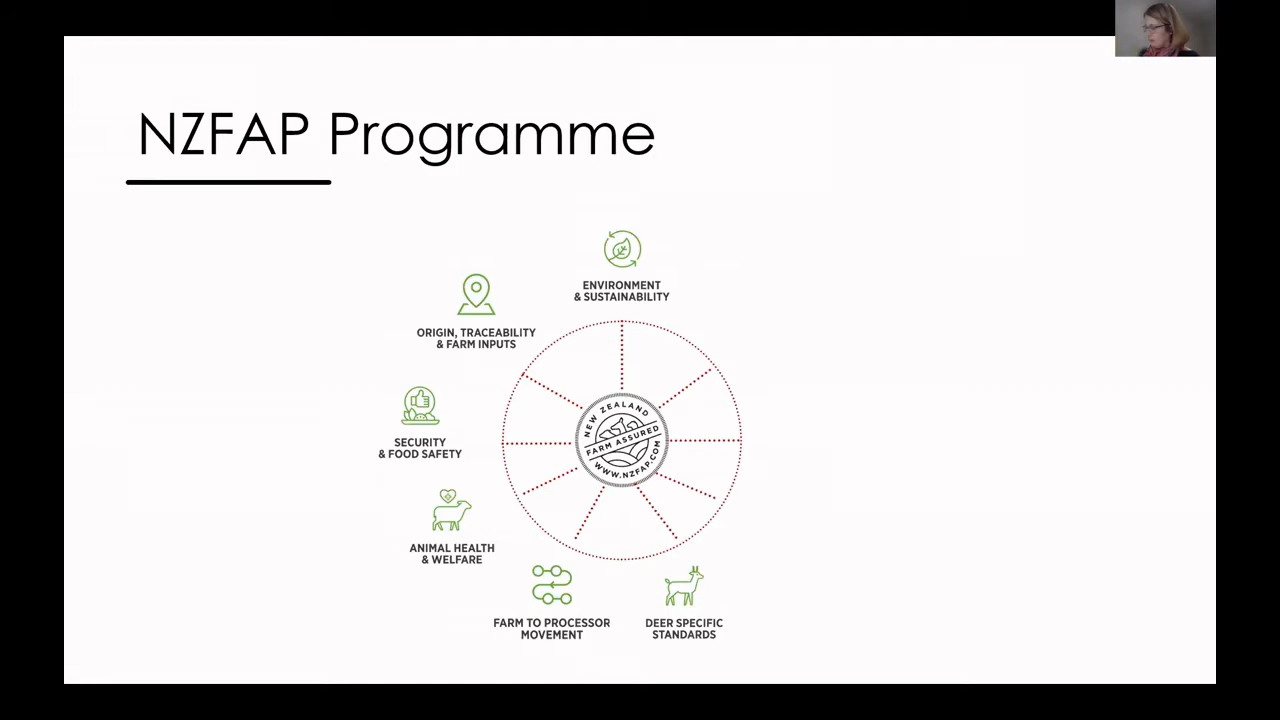 NZFAP Programme
ENVIRONMENT
& SUSTAINABILITY
ORIGIN, TRACEABILITY
& FARM INPUTS
SECURITY
& FOOD SAFETY
ANIMAL HEALTH
& WELFARE
FARM TO PROCESSOR
MOVEMENT
DEER SPECIFIC
STANDARDS
NEW ZEALAND
FARM ASSURED
WWW.NZFAP.COM